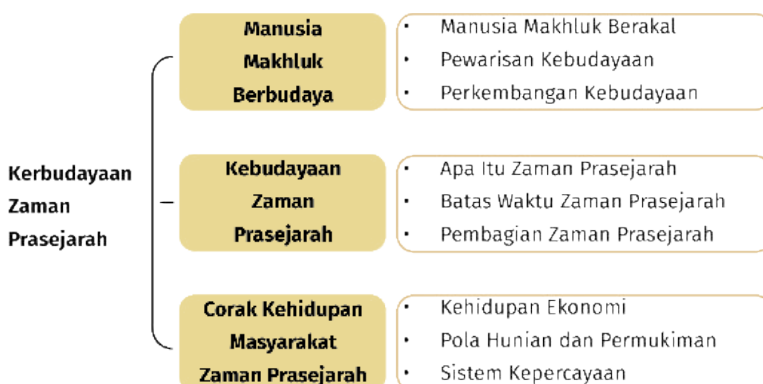 Kerbudayaan
Zaman
Prasejarah
Manusia
Makhluk
Berbudaya
• Manusia Makhluk Berakal
• Pewarisan Kebudayaan
• Perkembangan Kebudayaan
Kebudayaan
Zaman
Prasejarah
• Apa Itu Zaman Prasejarah
• Batas Waktu Zaman Prasejarah
• Pembagian Zaman Prasejarah
Corak Kehidupan
Masyarakat
Zaman Prasejarah
• Kehidupan Ekonomi
• Pola Hunian dan Permukiman
• Sistem Kepercayaan